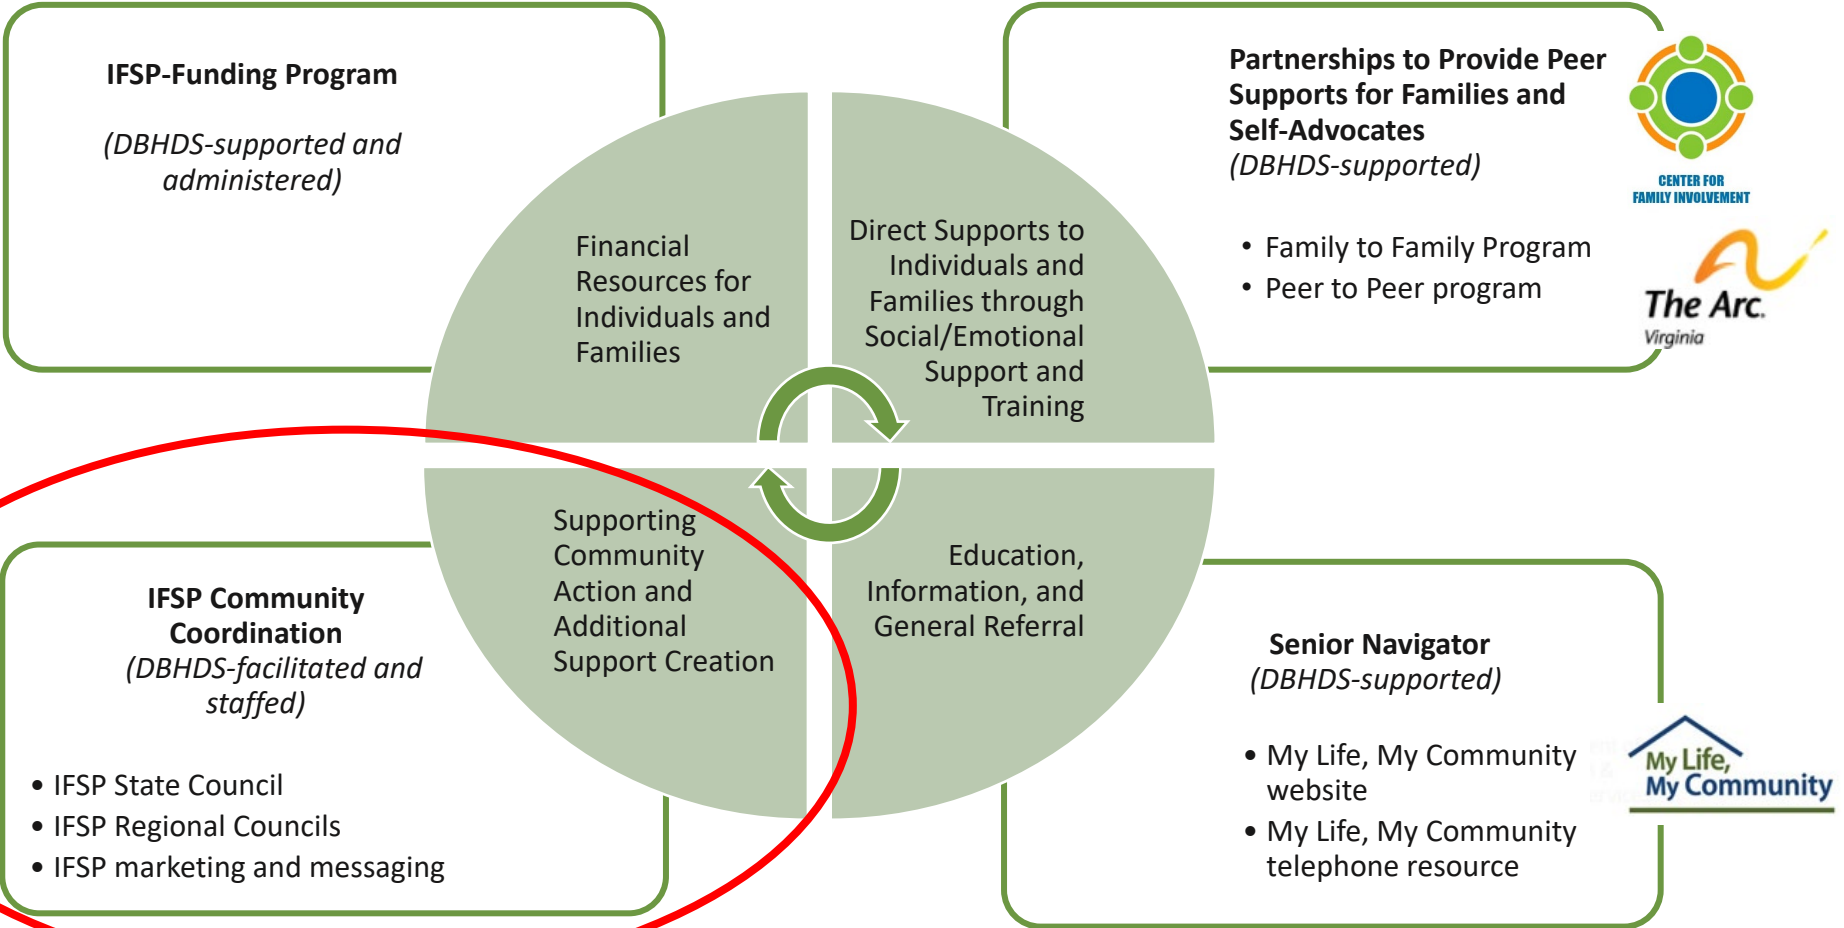 IFSP-Funding Program
(DBHDS-supported and
administered)
Financial
Resources for
Individuals and
Families
Direct Supports to
Individuals and
Families through
Social/Emotional
Support and
Training
Partnerships to Provide Peer
Supports for Families and
Self-Advocates
(DBHDS-supported)
• Family to Family Program
• Peer to Peer program
CENTER FOR
FAMILY INVOLVEMENT
The Arc.
Virginia
IFSP Community
Coordination
(DBHDS-facilitated and
staffed)
• IFSP State Council
• IFSP Regional Councils
• IFSP marketing and messaging
Supporting
Community
Action and
Additional
Support Creation
Education,
Information, and
General Referral
Senior Navigator
(DBHDS-supported)
• My Life, My Community
website
• My Life, My Community
telephone resource
My Life,
My Community